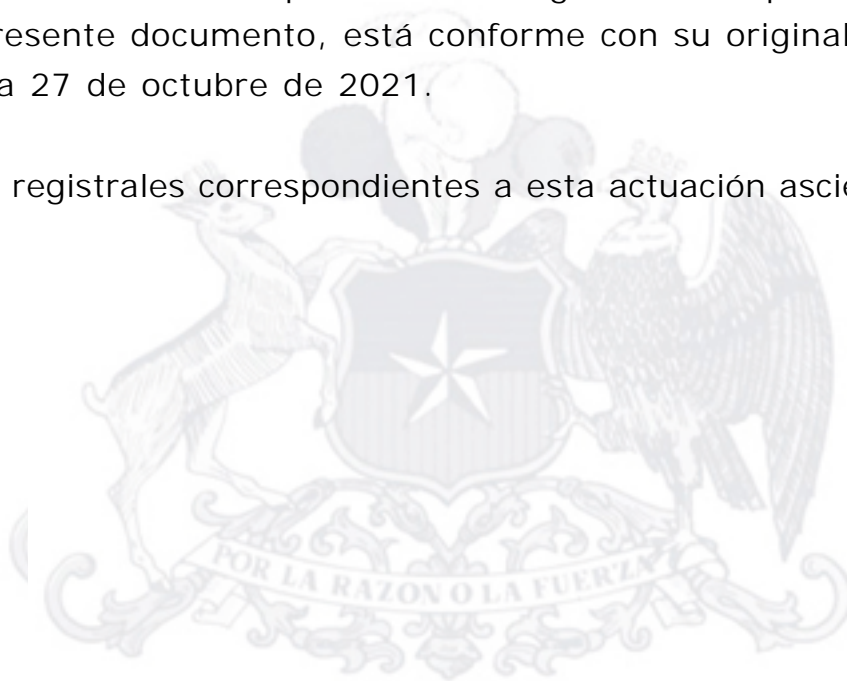 resente documento, está conforme con su original
a 27 de octubre de 2021.
registrales correspondientes a esta actuación ascie
POR LA RAZON O LA FUERZA